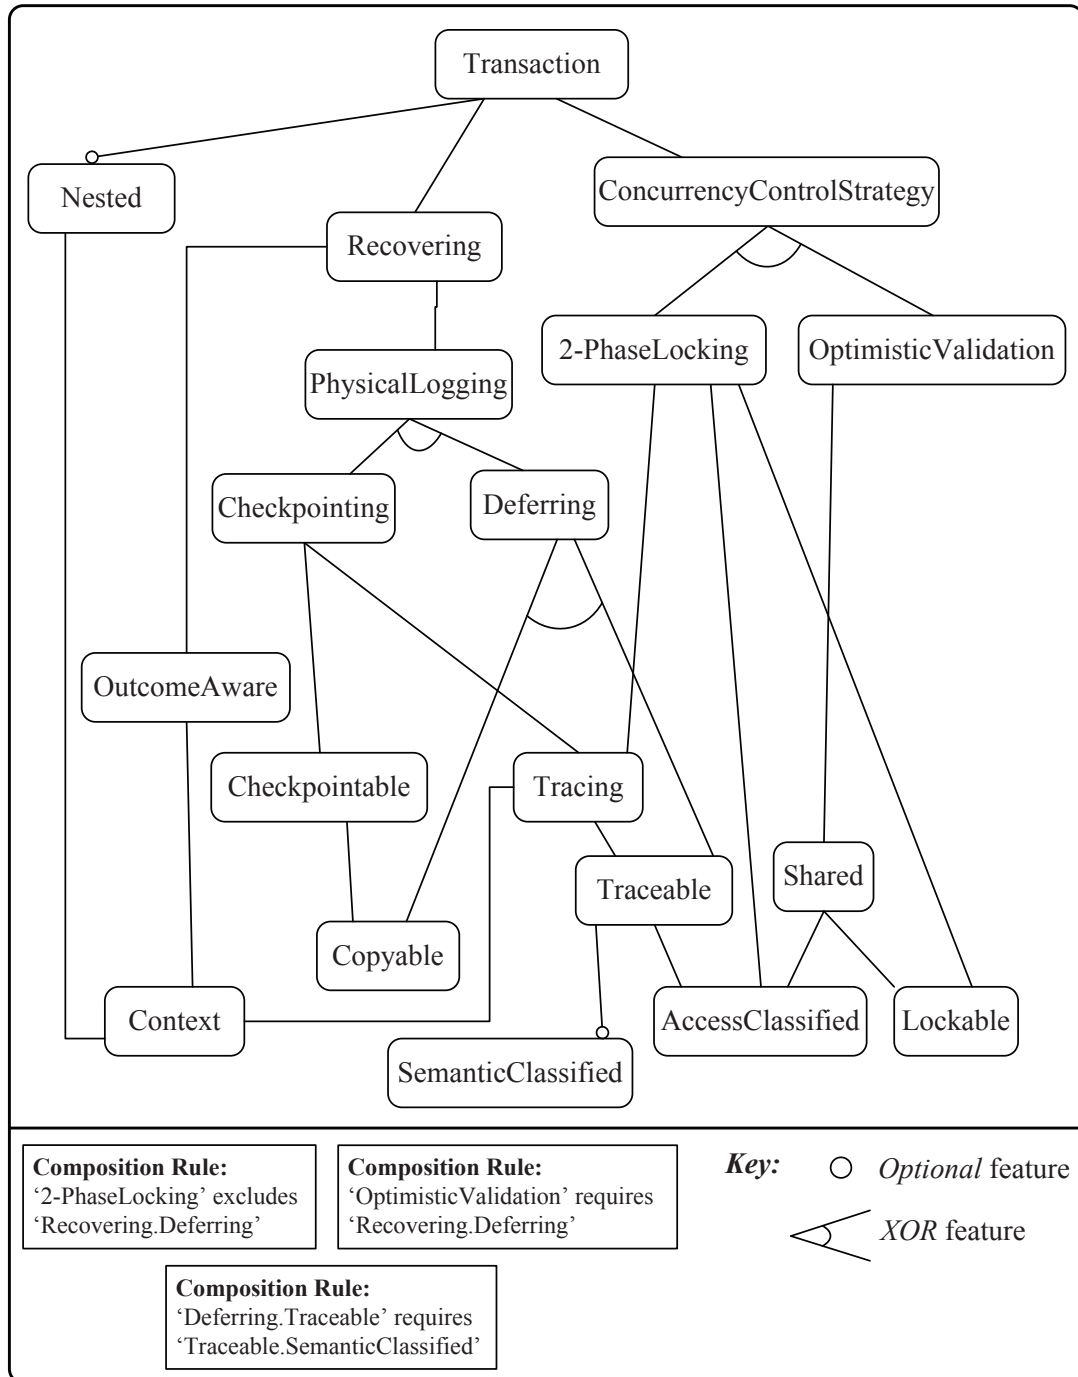 Transaction
Nested
ConcurrencyControlStrategy
Recovering
2-PhaseLocking
OptimisticValidation
PhysicalLogging
Checkpointing
Deferring
OutcomeAware
Checkpointable
Tracing
Traceable
Shared
Copyable
Context
AccessClassified
Lockable
SemanticClassified
Composition Rule:
‘2-PhaseLocking’ excludes
‘Recovering.Deferring’
Composition Rule:
‘OptimisticValidation’ requires
‘Recovering.Deferring’
Key:
Optional feature
XOR feature
Composition Rule:
‘Deferring.Traceable’ requires
‘Traceable.SemanticClassified’